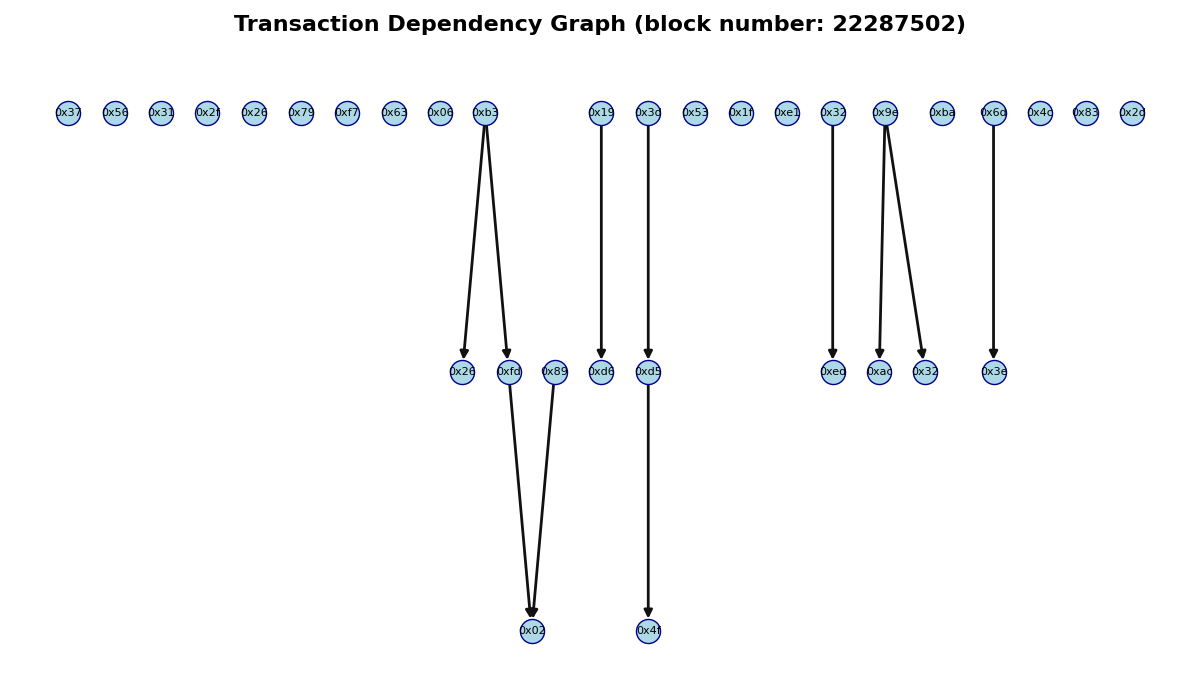 Transaction Dependency Graph (block number: 22287502)
0x37 0x56 0x31 0x2f 0x26 0x79 0xf7 0x63 0x06 0xb3 0x19 0x3d 0x53 0x1f 0xe1 0x32 0x9e 0xba 0x6d 0x4c 0x83 0x2d
0x26 0xfd 0x89 0xd6 0xd5 0xed 0xac 0x32 0x3e
0x02 0x4f